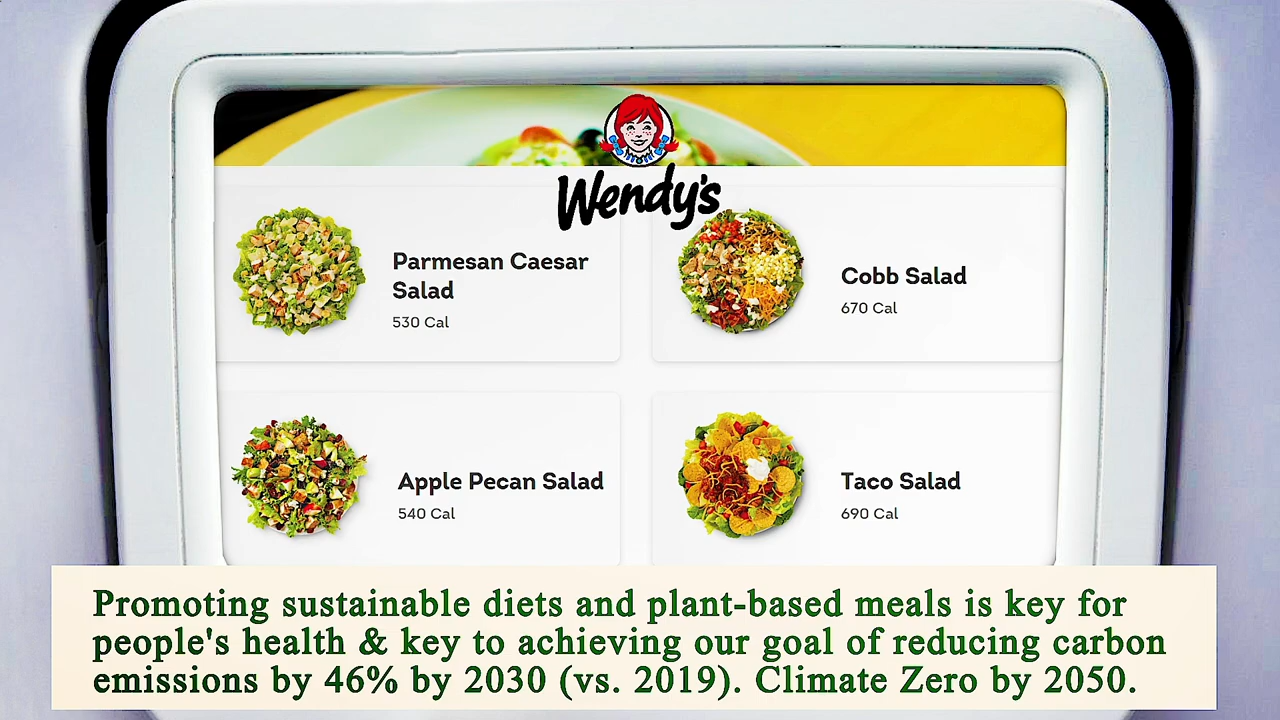 Wendy's
Parmesan Caesar
Salad
530 Cal
Cobb Salad
670 Cal
Apple Pecan Salad
540 Cal
Taco Salad
690 Cal
Promoting sustainable diets and plant-based meals is key for
people's health & key to achieving our goal of reducing carbon
emissions by 46% by 2030 (vs. 2019). Climate Zero by 2050.